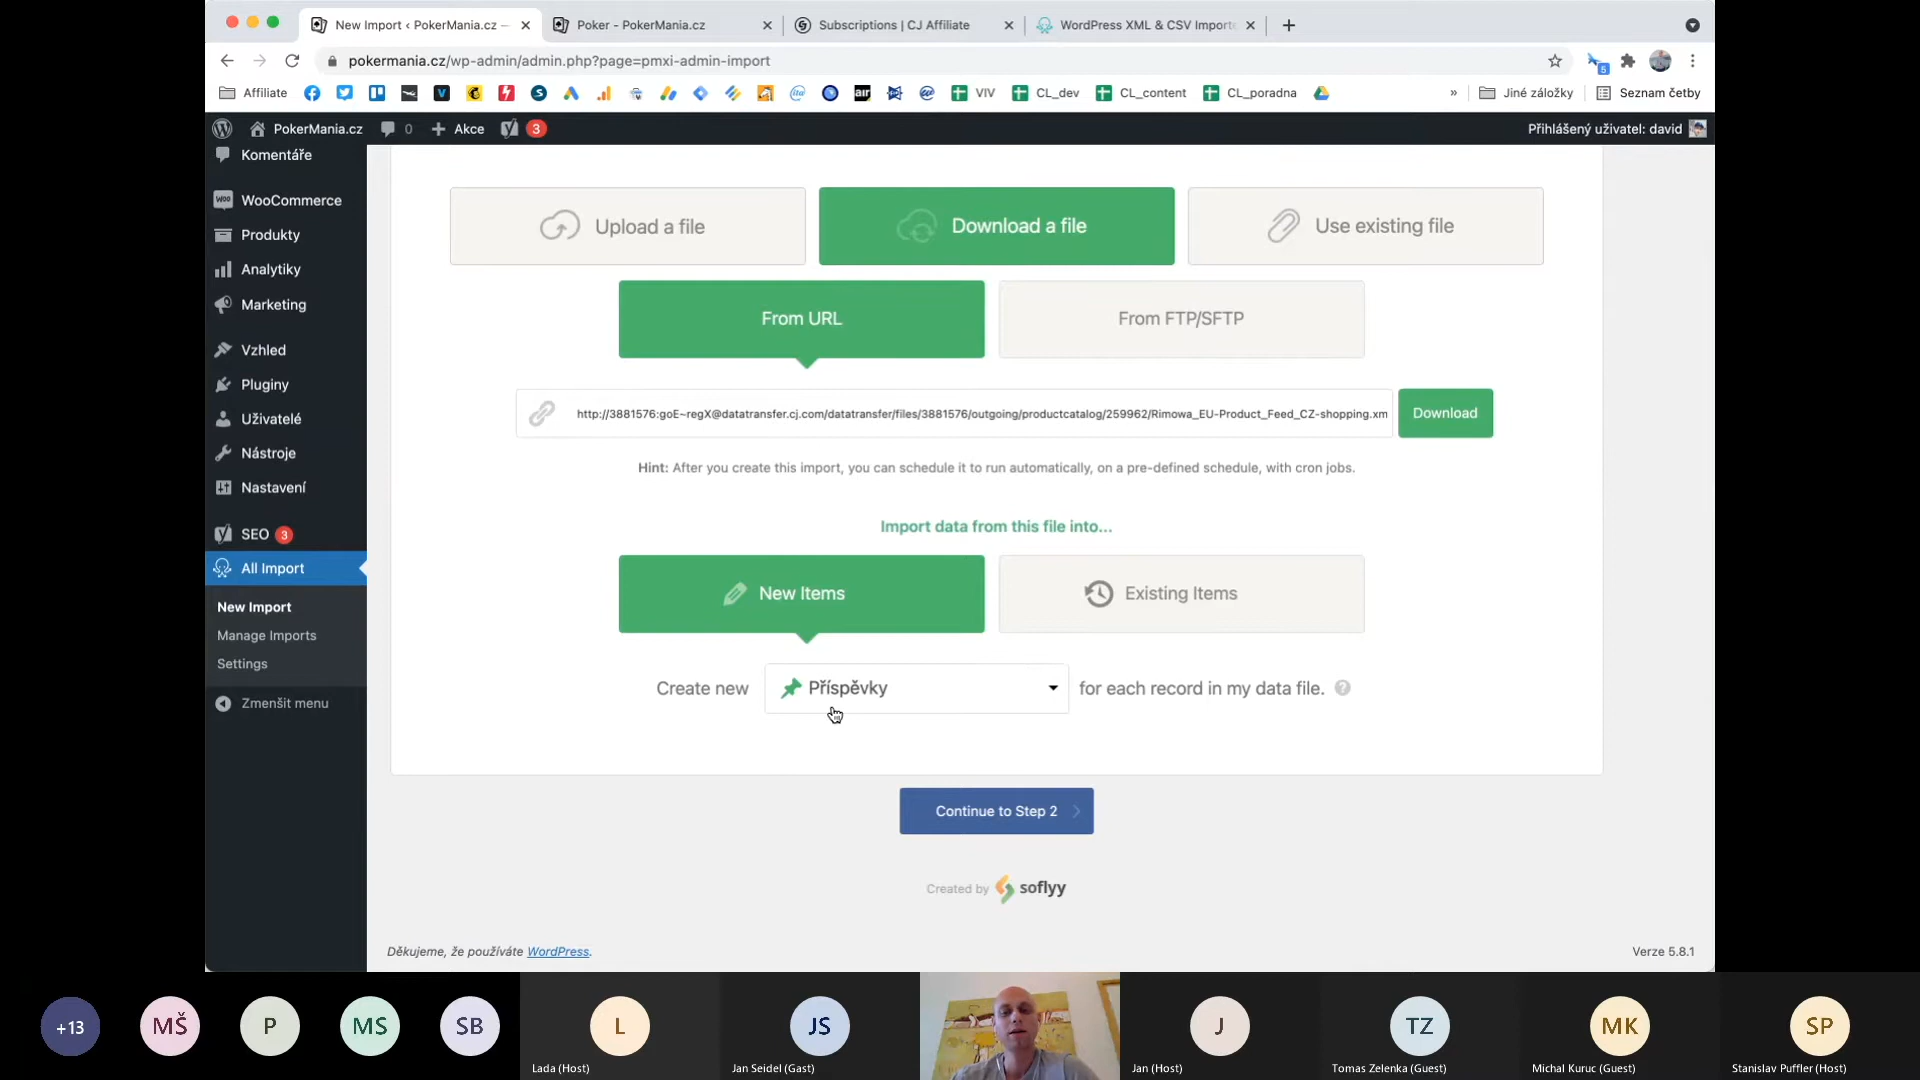 New Import ‹ PokerMania.cz —
Poker - PokerMania.cz
Subscriptions | CJ Affiliate
WordPress XML & CSV Importe
pokermania.cz/wp-admin/admin.php?page=pmxi-admin-import
5
Affiliate
VIV
CL_dev
CL_content
CL_poradna
»
Jiné záložky
Seznam četby
PokerMania.cz
0
Akce
3
Přihlášený uživatel: david
Komentáře
WooCommerce
Produkty
Analytiky
Marketing
Vzhled
Pluginy
Uživatelé
Nástroje
Nastavení
SEO 3
All Import
New Import
Manage Imports
Settings
Zmenšit menu
Upload a file
Download a file
Use existing file
From URL
From FTP/SFTP
http://3881576:goE~regX@datatransfer.cj.com/datatransfer/files/3881576/outgoing/productcatalog/259962/Rimowa_EU-Product_Feed_CZ-shopping.xm
Download
Hint: After you create this import, you can schedule it to run automatically, on a pre-defined schedule, with cron jobs.
Import data from this file into...
New Items
Existing Items
Create new
Příspěvky
for each record in my data file. ?
Continue to Step 2
Created by soflyy
Děkujeme, že používáte WordPress.
Verze 5.8.1
+13
MŠ
P
MS
SB
L
JS
J
TZ
MK
SP
Lada (Host)
Jan Seidel (Gast)
Jan (Host)
Tomas Zelenka (Guest)
Michal Kuruc (Guest)
Stanislav Puffler (Host)